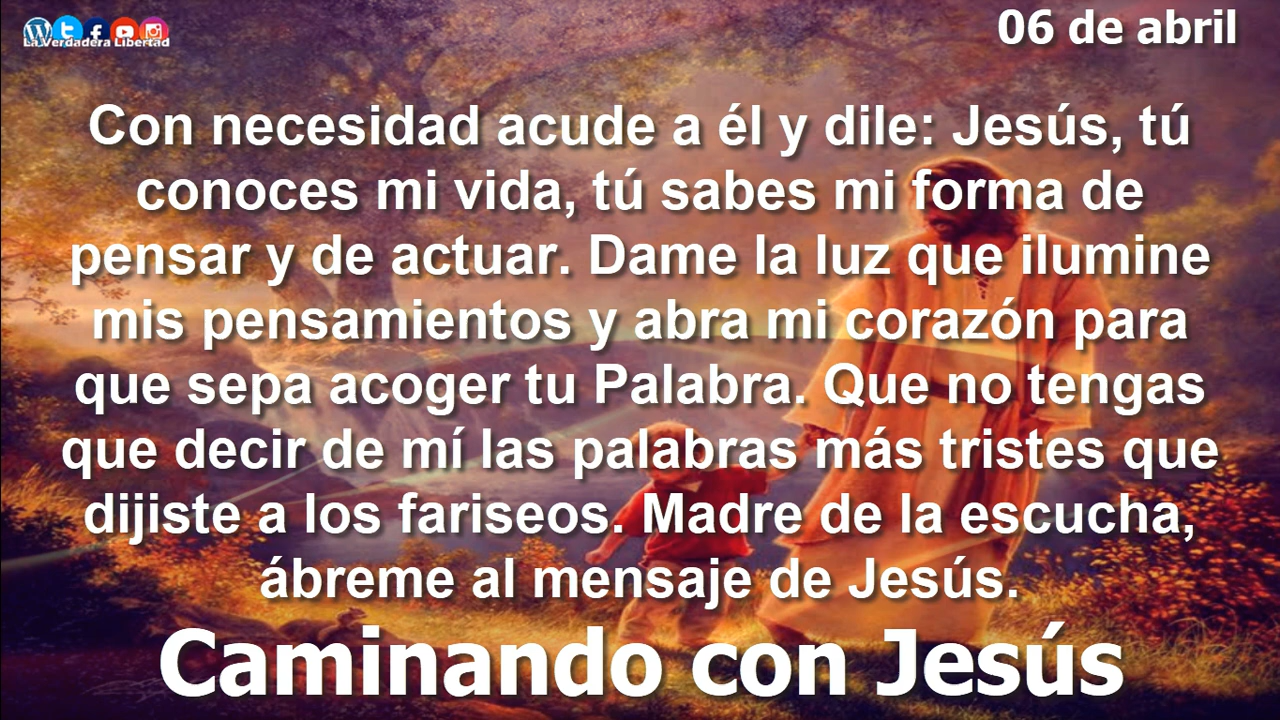 La Verdadera Libertad
06 de abril
Con necesidad acude a él y dile: Jesús, tú
conoces mi vida, tú sabes mi forma de
pensar y de actuar. Dame la luz que ilumine
mis pensamientos y abra mi corazón para
que sepa acoger tu Palabra. Que no tengas
que decir de mí las palabras más tristes que
dijiste a los fariseos. Madre de la escucha,
ábreme al mensaje de Jesús.
Caminando con Jesús